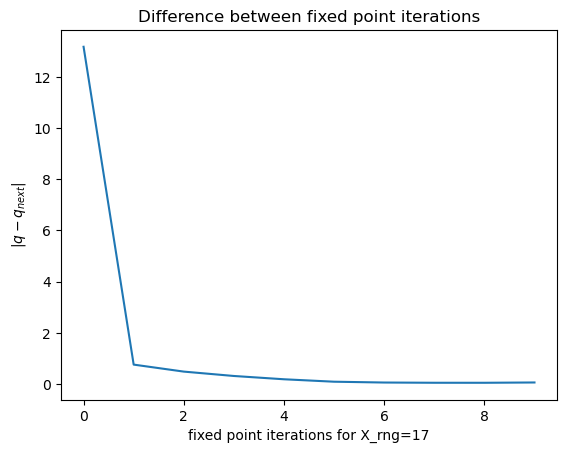 Difference between fixed point iterations
12
10
8
6
4
2
0
|q − q_next|
0 2 4 6 8
fixed point iterations for X_rng=17